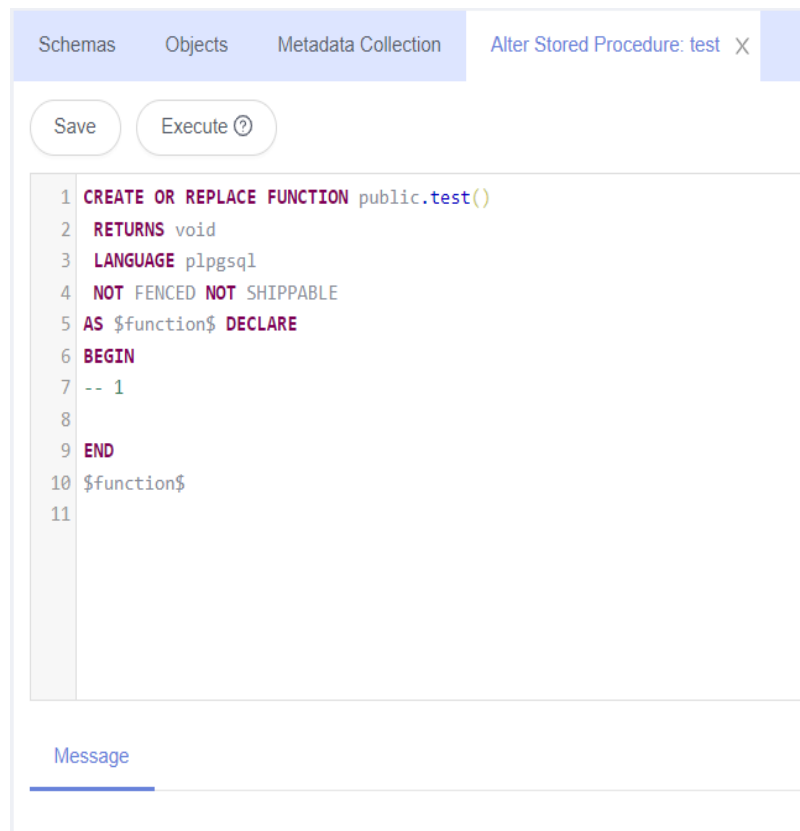 Schemas Objects Metadata Collection Alter Stored Procedure: test X
Save Execute ?
1 CREATE OR REPLACE FUNCTION public.test()
2 RETURNS void
3 LANGUAGE plpgsql
4 NOT FENCED NOT SHIPPABLE
5 AS $function$ DECLARE
6 BEGIN
7 -- 1
8
9 END
10 $function$
11
Message